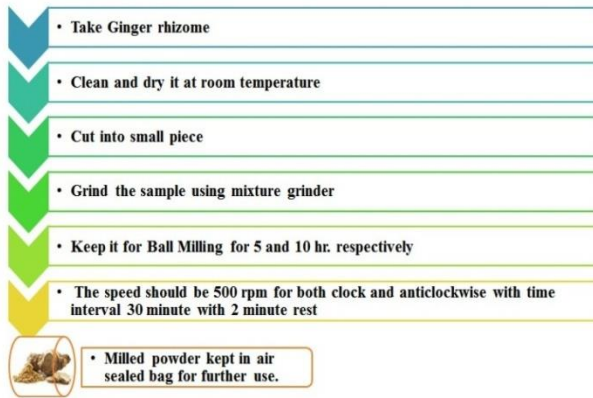 • Take Ginger rhizome
• Clean and dry it at room temperature
• Cut into small piece
• Grind the sample using mixture grinder
• Keep it for Ball Milling for 5 and 10 hr. respectively
• The speed should be 500 rpm for both clock and anticlockwise with time
interval 30 minute with 2 minute rest
• Milled powder kept in air
sealed bag for further use.